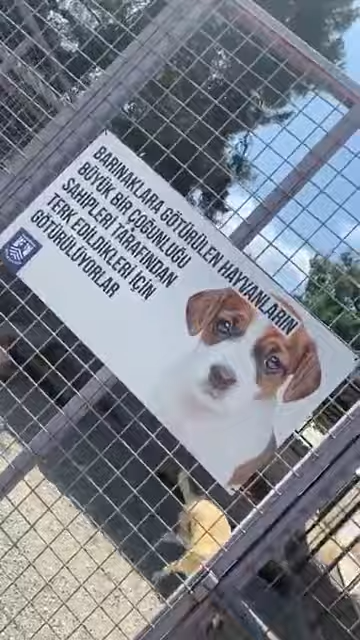 BARINAKLARA GÖTÜRÜLEN HAYVANLARIN
BÜYÜK BİR ÇOĞUNLUĞU
SAHİPLERİ TARAFINDAN
TERK EDİLDİKLERİ İÇİN
GÖTÜRÜLÜYORLAR